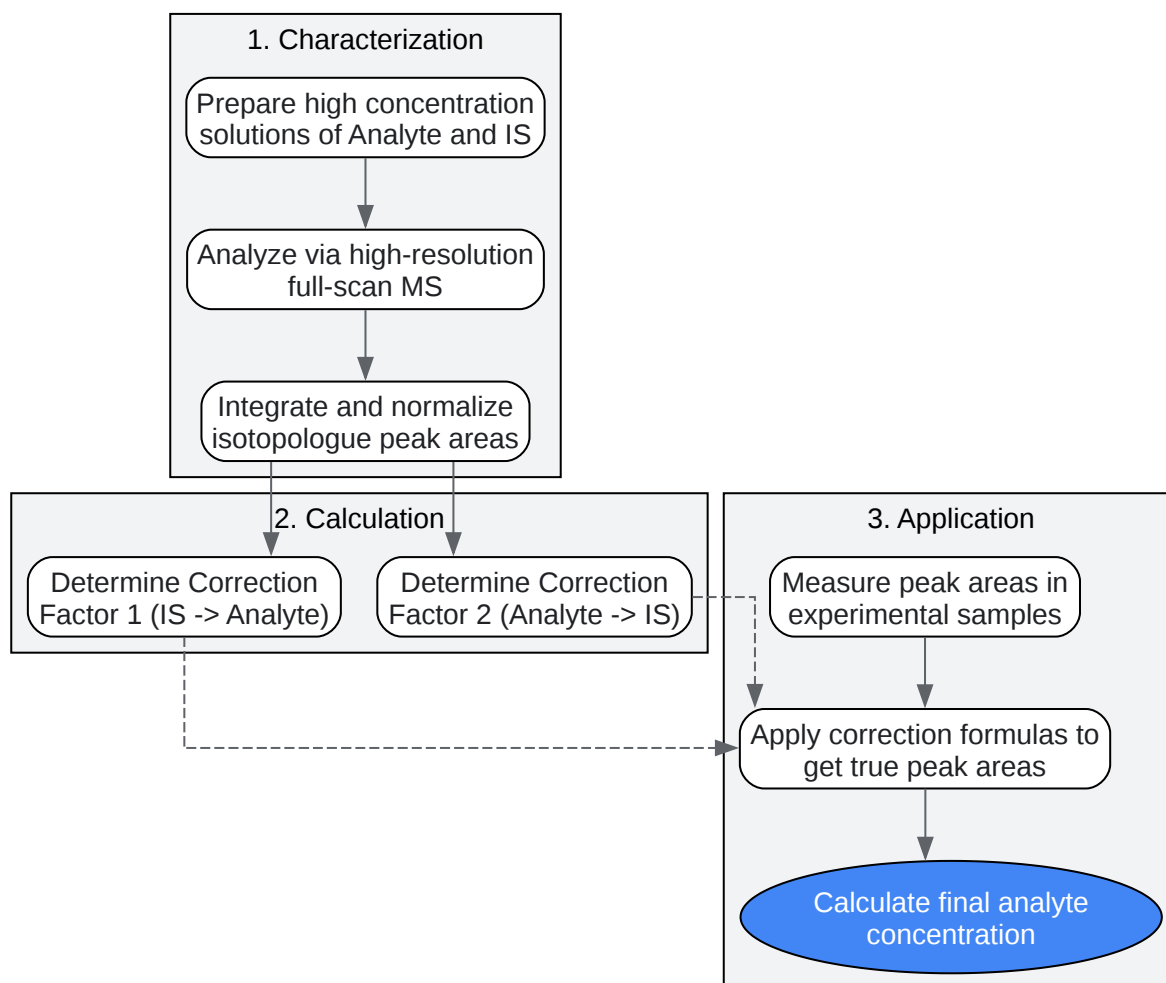 1. Characterization
Prepare high concentration
solutions of Analyte and IS
Analyze via high-resolution
full-scan MS
Integrate and normalize
isotopologue peak areas
2. Calculation
Determine Correction
Factor 1 (IS -> Analyte)
Determine Correction
Factor 2 (Analyte -> IS)
3. Application
Measure peak areas in
experimental samples
Apply correction formulas to
get true peak areas
Calculate final analyte
concentration